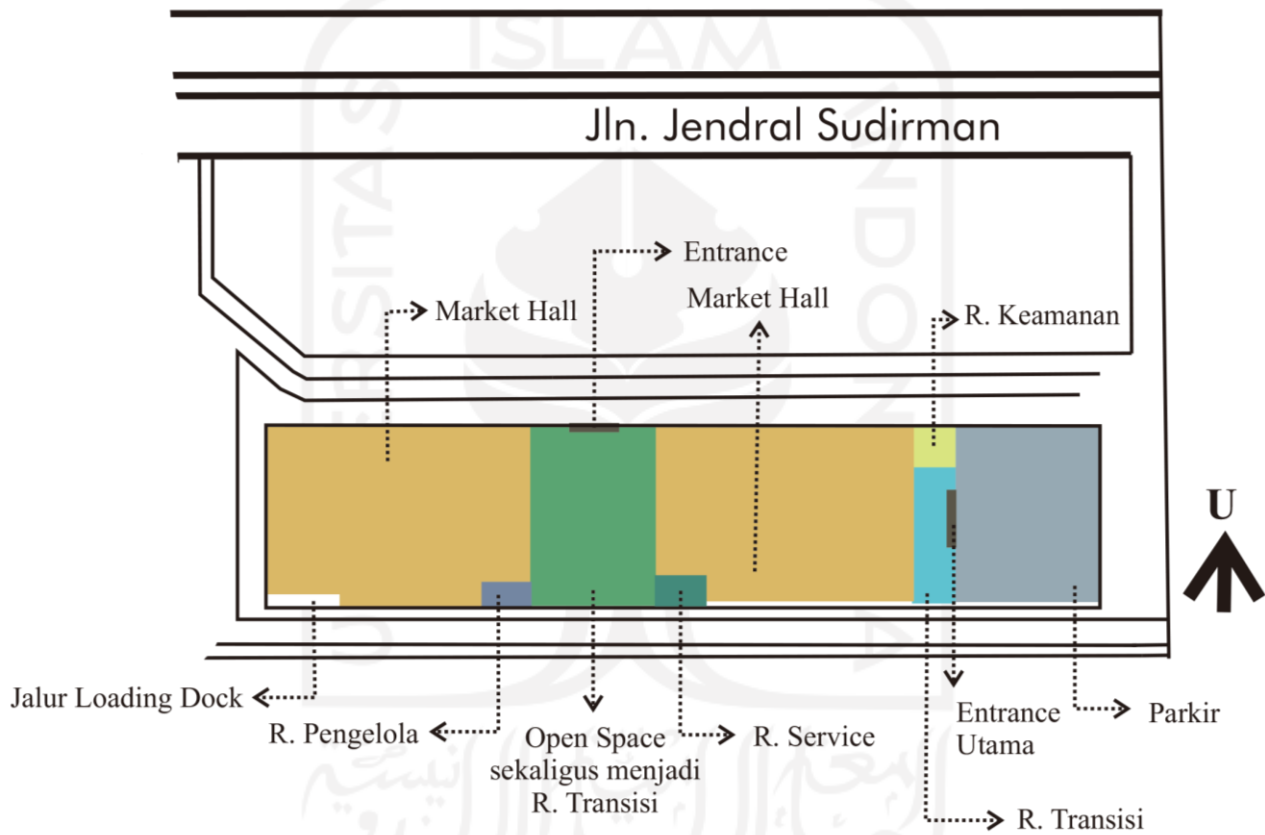 ISLAM
Jln. Jendral Sudirman
Entrance
Market Hall
Market Hall
R. Keamanan
U
Jalur Loading Dock
R. Pengelola
Open Space
sekaligus menjadi
R. Transisi
R. Service
Entrance
Utama
Parkir
R. Transisi